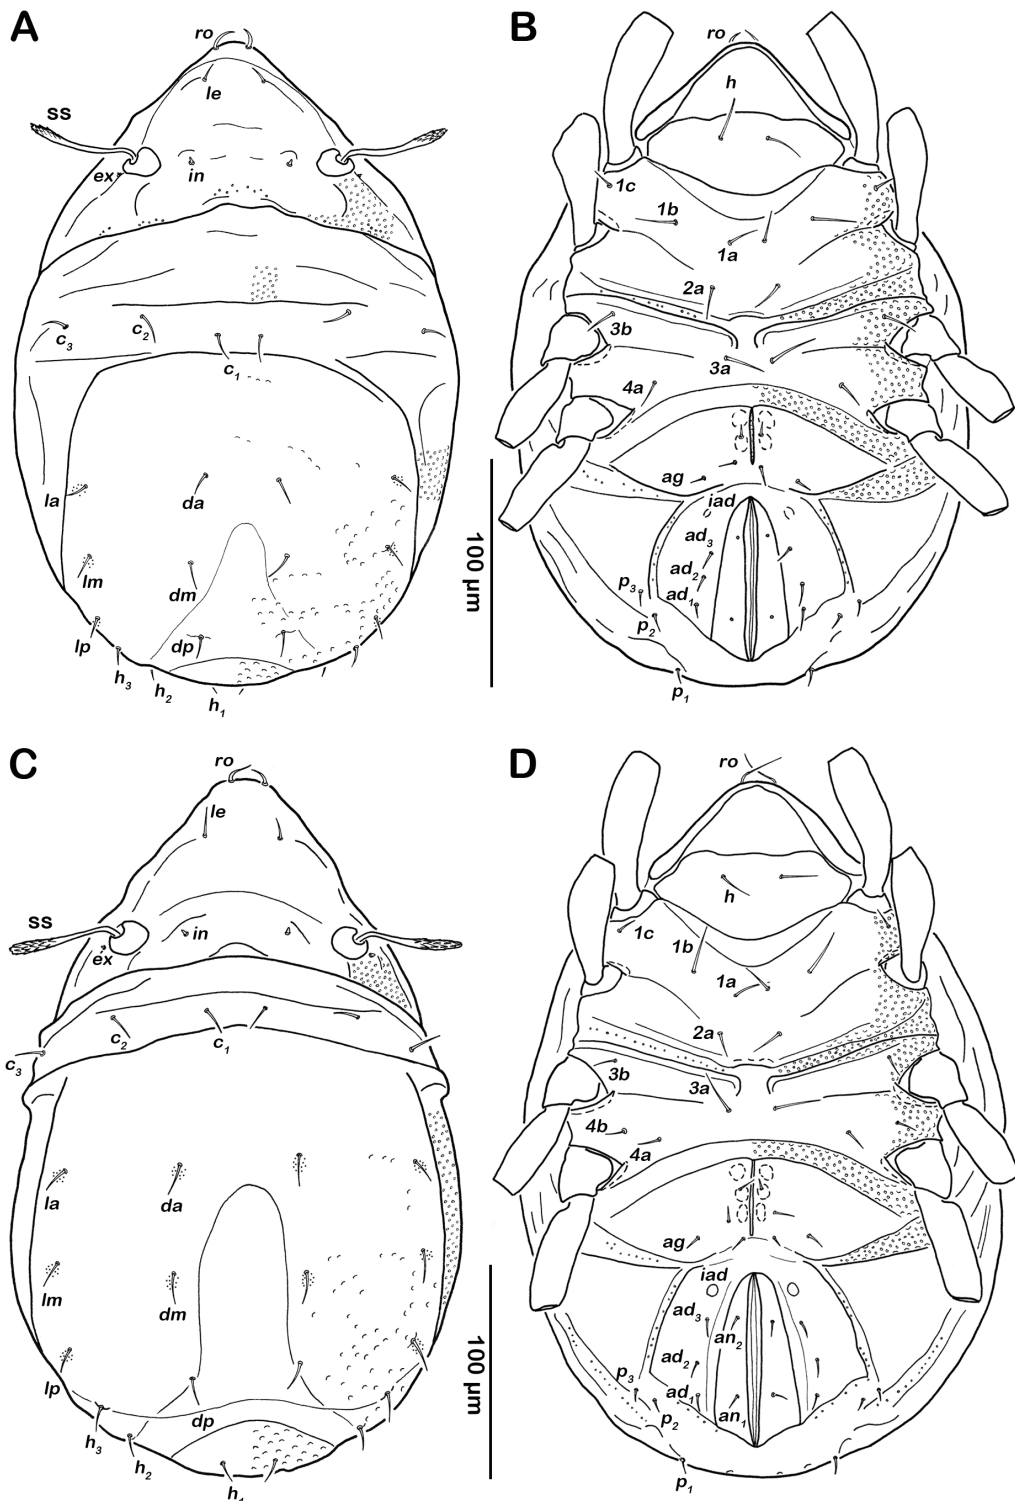 A
ro
le
ss
ex
in
c3
c2
c1
la
da
lm
dm
lp
dp
h3
h2
h1
B
ro
h
1c
1b
1a
2a
3b
3a
4a
ag
iad
ad3
ad2
p3
ad1
p2
p1
100 µm
C
ro
le
ss
in
ex
c2
c1
c3
la
da
lm
dm
lp
dp
h3
h2
h1
D
ro
h
1c
1b
1a
2a
3b
3a
4b
4a
ag
iad
ad3
an2
ad2
p3
ad1
an1
p2
p1
100 µm